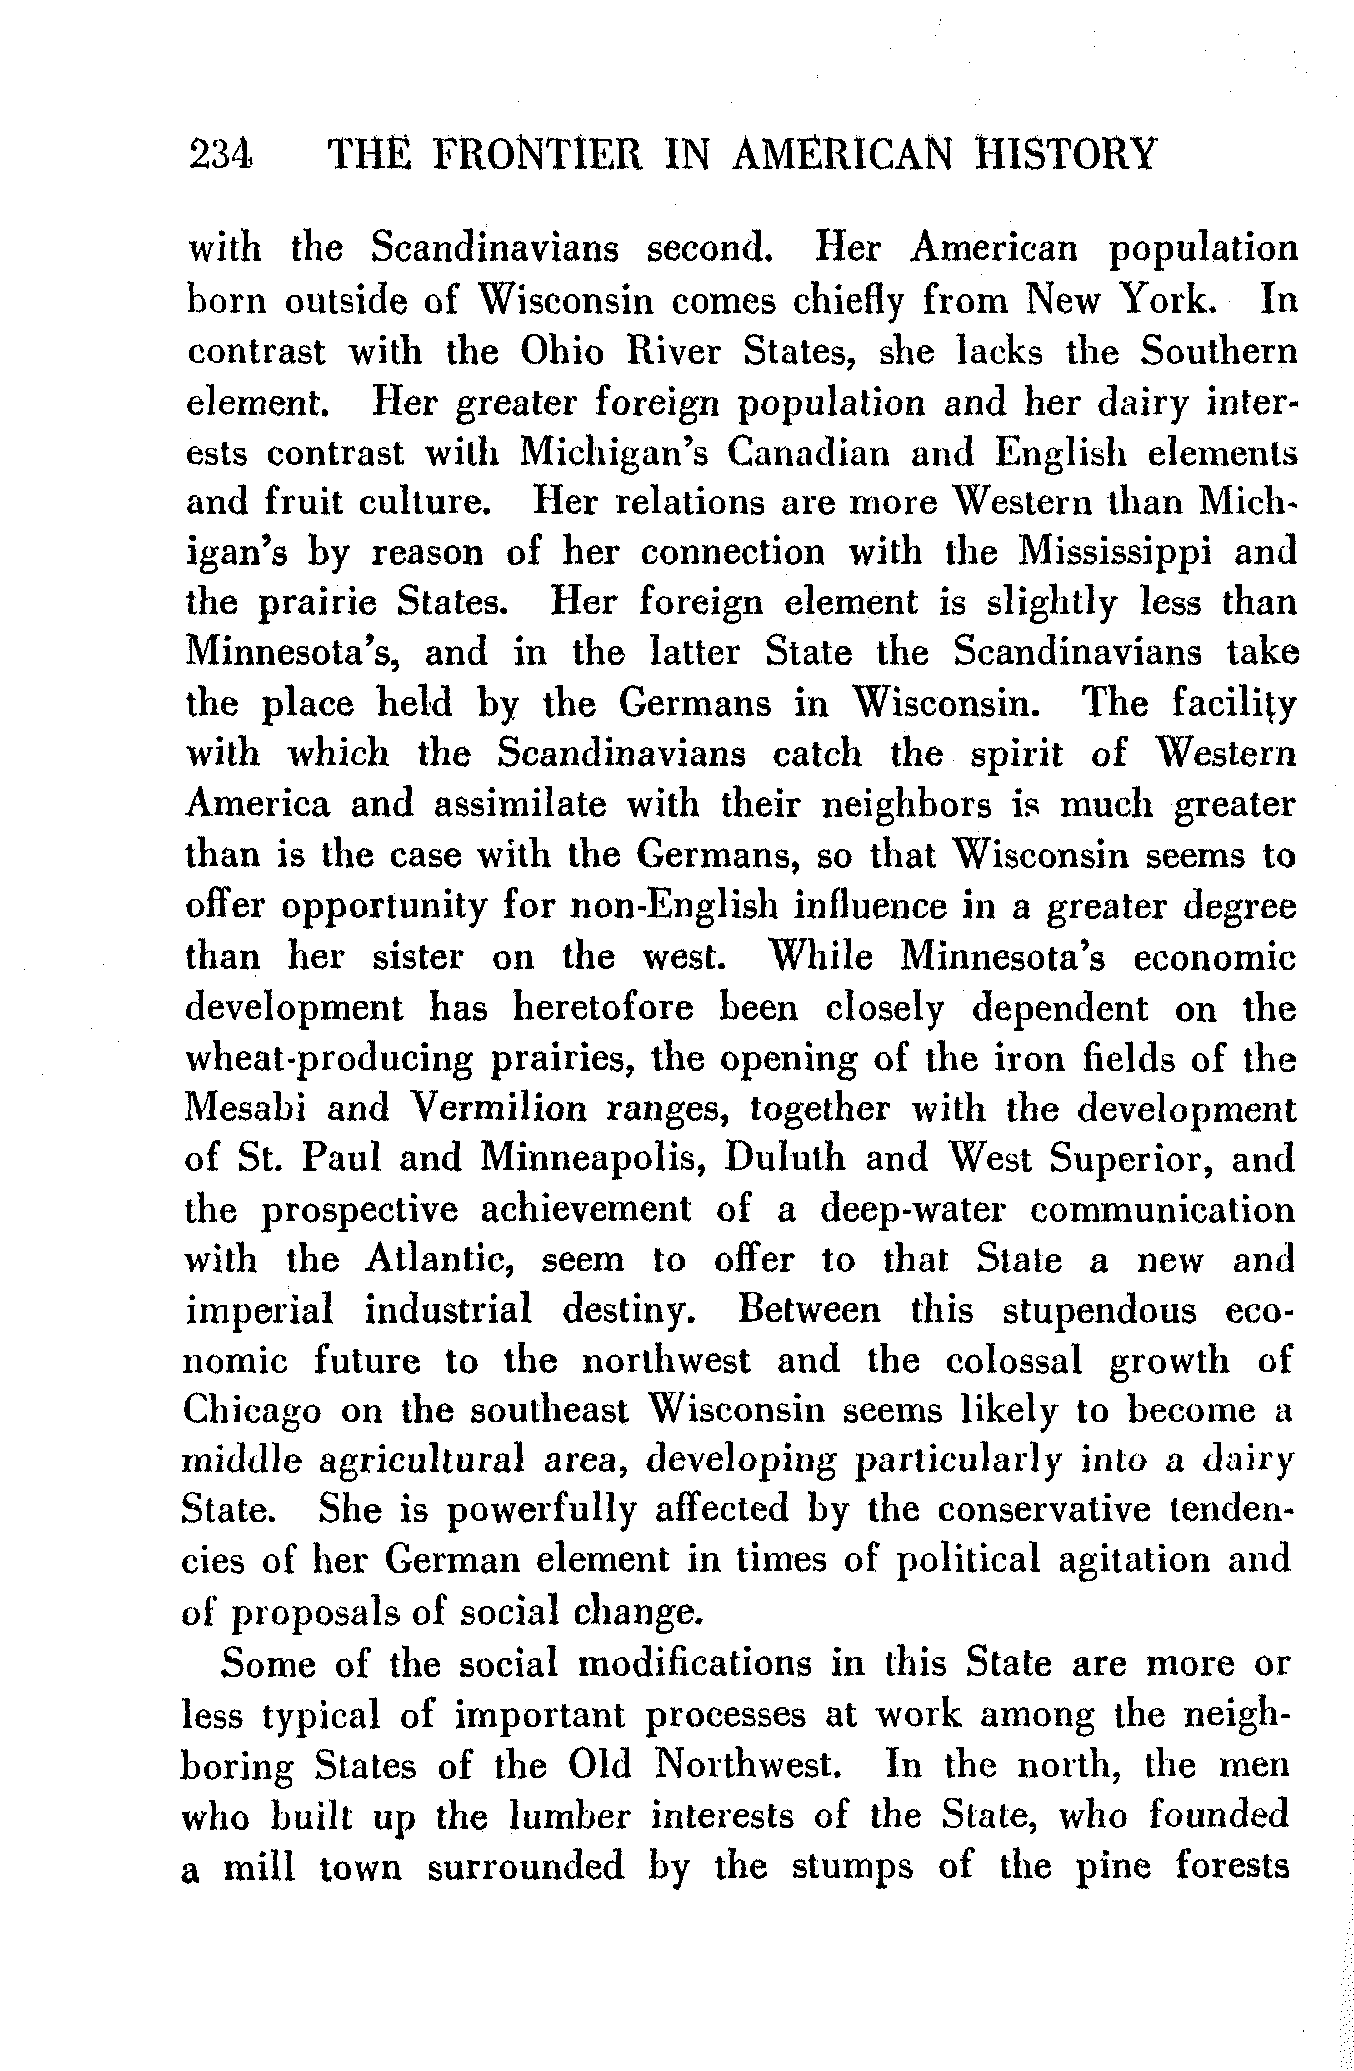 234 THE FRONTIER IN AMERICAN HISTORY
with the Scandinavians second. Her American population
born outside of Wisconsin comes chiefly from New York. In
contrast with the Ohio River States, she lacks the Southern
element. Her greater foreign population and her dairy inter-
ests contrast with Michigan's Canadian and English elements
and fruit culture. Her relations are more Western than Mich-
igan's by reason of her connection with the Mississippi and
the prairie States. Her foreign element is slightly less than
Minnesota's, and in the latter State the Scandinavians take
the place held by the Germans in Wisconsin. The facility
with which the Scandinavians catch the spirit of Western
America and assimilate with their neighbors is much greater
than is the case with the Germans, so that Wisconsin seems to
offer opportunity for non-English influence in a greater degree
than her sister on the west. While Minnesota's economic
development has heretofore been closely dependent on the
wheat-producing prairies, the opening of the iron fields of the
Mesabi and Vermilion ranges, together with the development
of St. Paul and Minneapolis, Duluth and West Superior, and
the prospective achievement of a deep-water communication
with the Atlantic, seem to offer to that State a new and
imperial industrial destiny. Between this stupendous eco-
nomic future to the northwest and the colossal growth of
Chicago on the southeast Wisconsin seems likely to become a
middle agricultural area, developing particularly into a dairy
State. She is powerfully affected by the conservative tenden-
cies of her German element in times of political agitation and
of proposals of social change.
Some of the social modifications in this State are more or
less typical of important processes at work among the neigh-
boring States of the Old Northwest. In the north, the men
who built up the lumber interests of the State, who founded
a mill town surrounded by the stumps of the pine forests